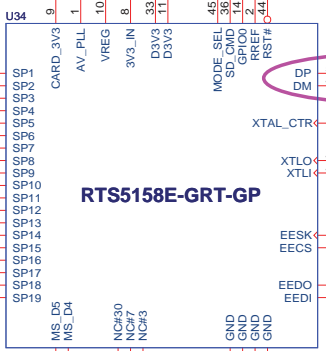 9 1 10 8 33 11 45 36 14 2 44
U34
CARD_3V3
AV_PLL
VREG
3V3_IN
D3V3
D3V3
MODE_SEL
SD_CMD
GPIO0
RREF
RST#
SP1
SP2
SP3
SP4
SP5
SP6
SP7
SP8
SP9
SP10
SP11
SP12
SP13
SP14
SP15
SP16
SP17
SP18
SP19
DP
DM
XTAL_CTR
XTLO
XTLI
RTS5158E-GRT-GP
EESK
EECS
EEDO
EEDI
MS_D5
MS_D4
NC#30
NC#7
NC#3
GND
GND
GND
GND